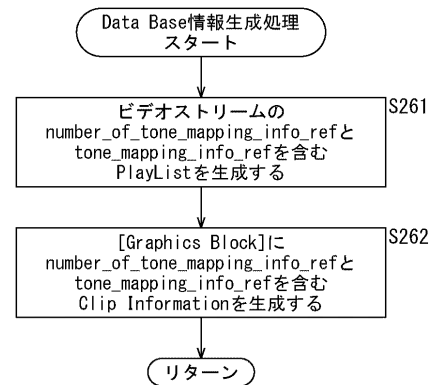 Data Base情報生成処理
スタート
ビデオストリームの
number_of_tone_mapping_info_refと
tone_mapping_info_refを含む
PlayListを生成する
S261
[Graphics Block]に
number_of_tone_mapping_info_refと
tone_mapping_info_refを含む
Clip Informationを生成する
S262
リターン